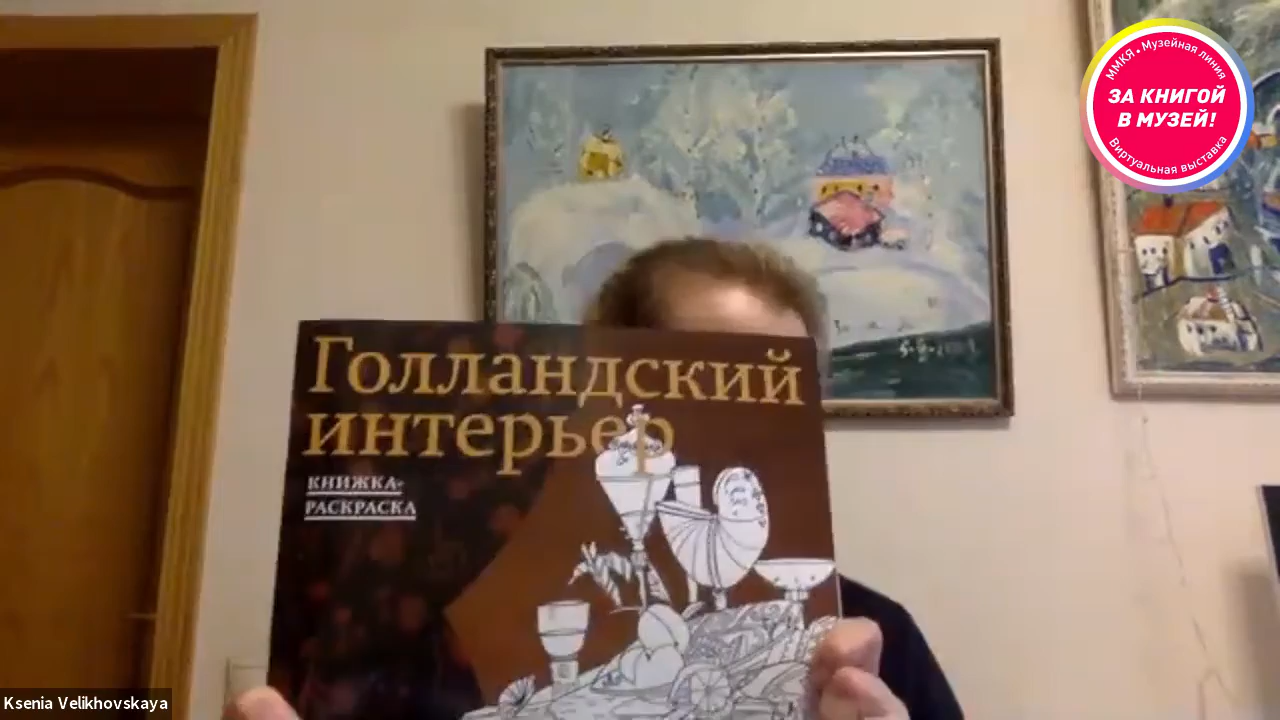 ММКЯ • Музейная линия
ЗА КНИГОЙ
В МУЗЕЙ!
Виртуальная выставка
Голландский
интерьер
КНИЖКА-
РАСКРАСКА
Ksenia Velikhovskaya